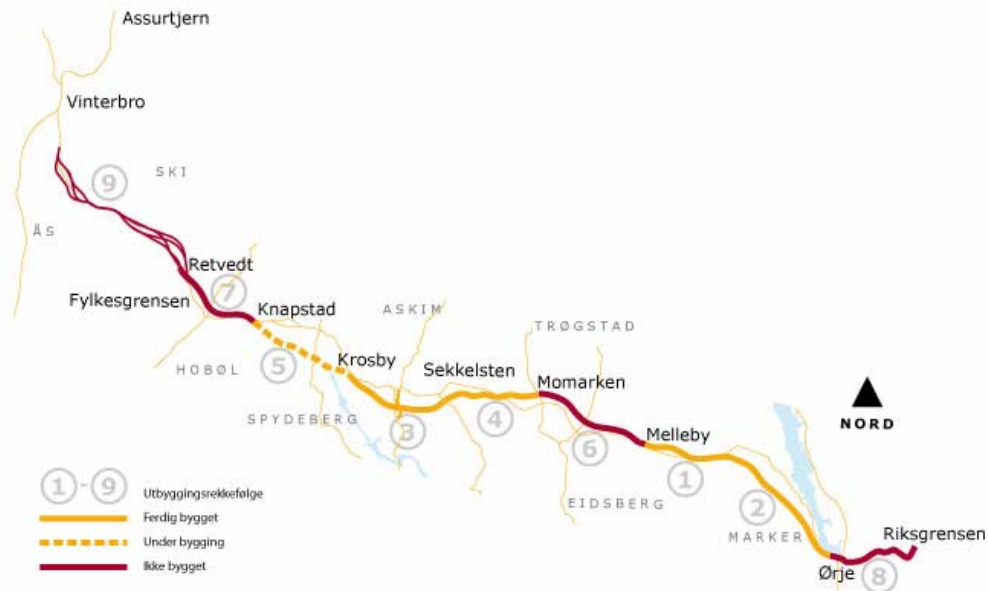 Assurtjern
Vinterbro
9
SKI
ÅS
Retvedt
7
Fylkesgrensen
Knapstad
ASKIM
TRØGSTAD
5
Krosby
HOBØL
Sekkelsten
Momarken
SPYDEBERG
3
4
6
Melleby
NORD
1
EIDSBERG
2
MARKER
Riksgrensen
Ørje
8
1-9 Utbyggingsrekkefølge
Ferdig bygget
Under bygging
Ikke bygget